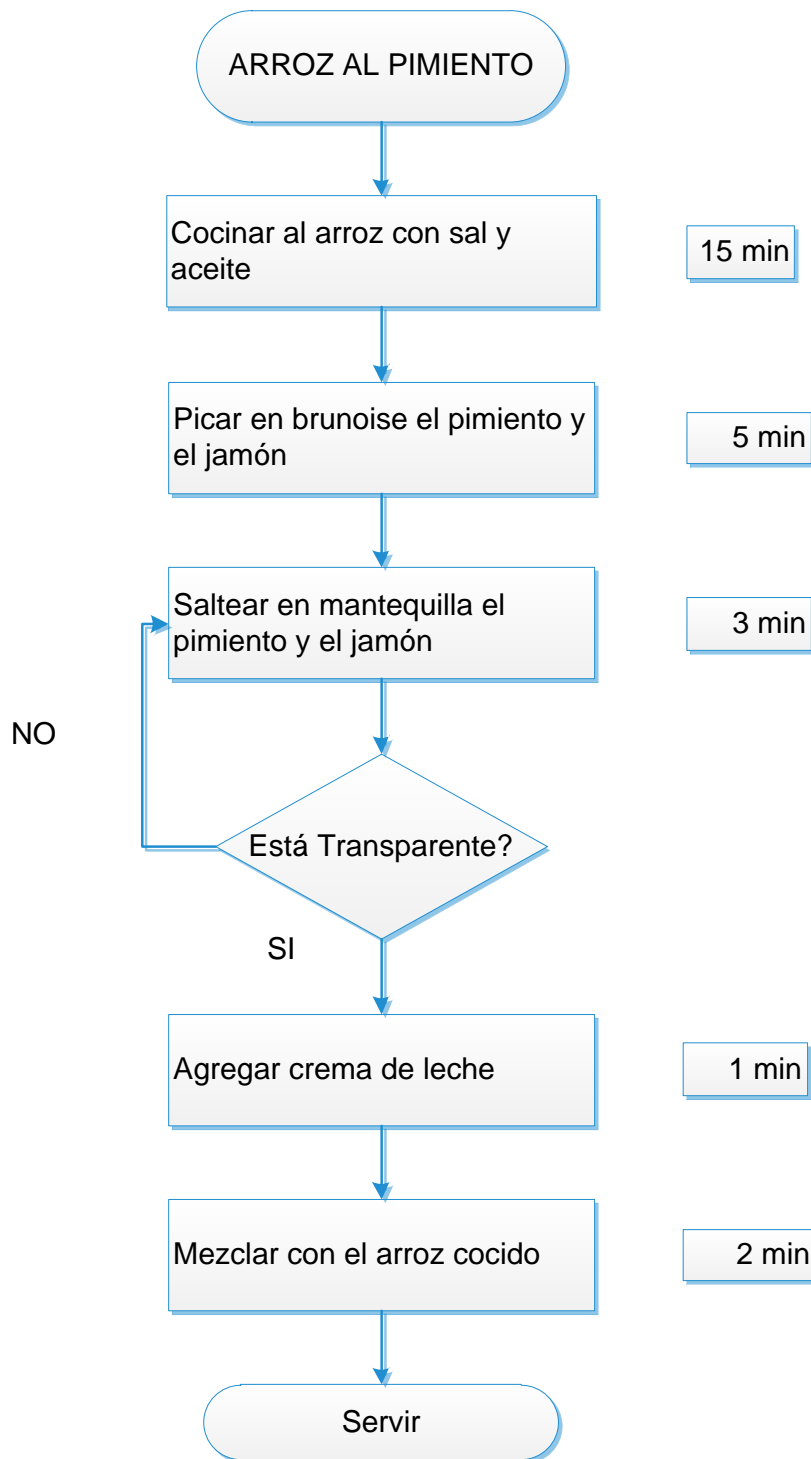 ARROZ AL PIMIENTO
Cocinar al arroz con sal y
aceite
15 min
Picar en brunoise el pimiento y
el jamón
5 min
Saltear en mantequilla el
pimiento y el jamón
3 min
NO
Está Transparente?
SI
Agregar crema de leche
1 min
Mezclar con el arroz cocido
2 min
Servir